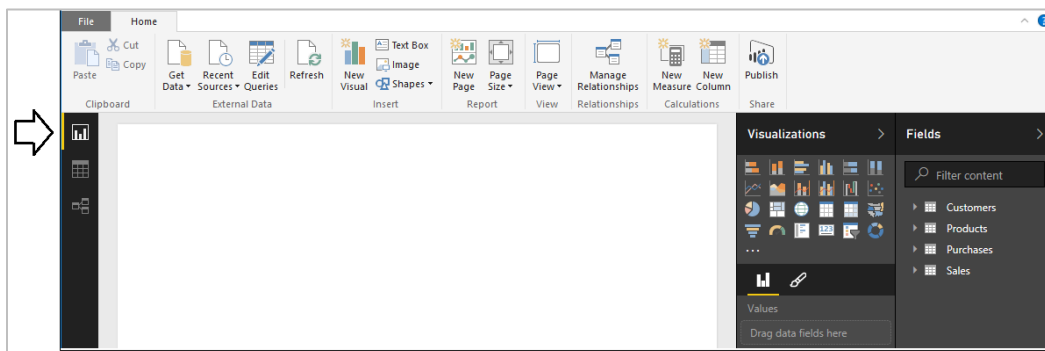 File Home
Cut
Copy
Paste
Get Data
Recent Sources
Edit Queries
Refresh
New Visual
Text Box
Image
Shapes
New Page
Page Size
Page View
Manage Relationships
New Measure
New Column
Publish
Clipboard External Data Insert Report View Relationships Calculations Share
Visualizations
Values
Drag data fields here
Fields
Filter content
Customers
Products
Purchases
Sales